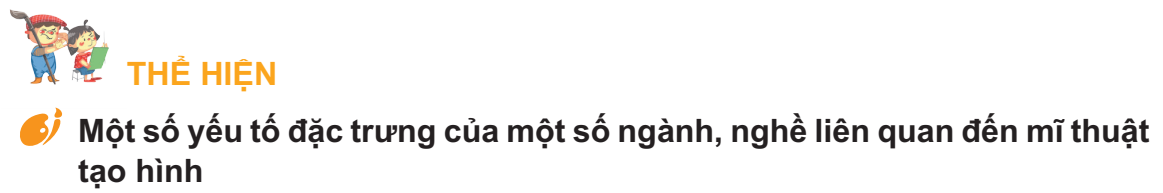 THỂ HIỆN
Một số yếu tố đặc trưng của một số ngành, nghề liên quan đến mĩ thuật
tạo hình